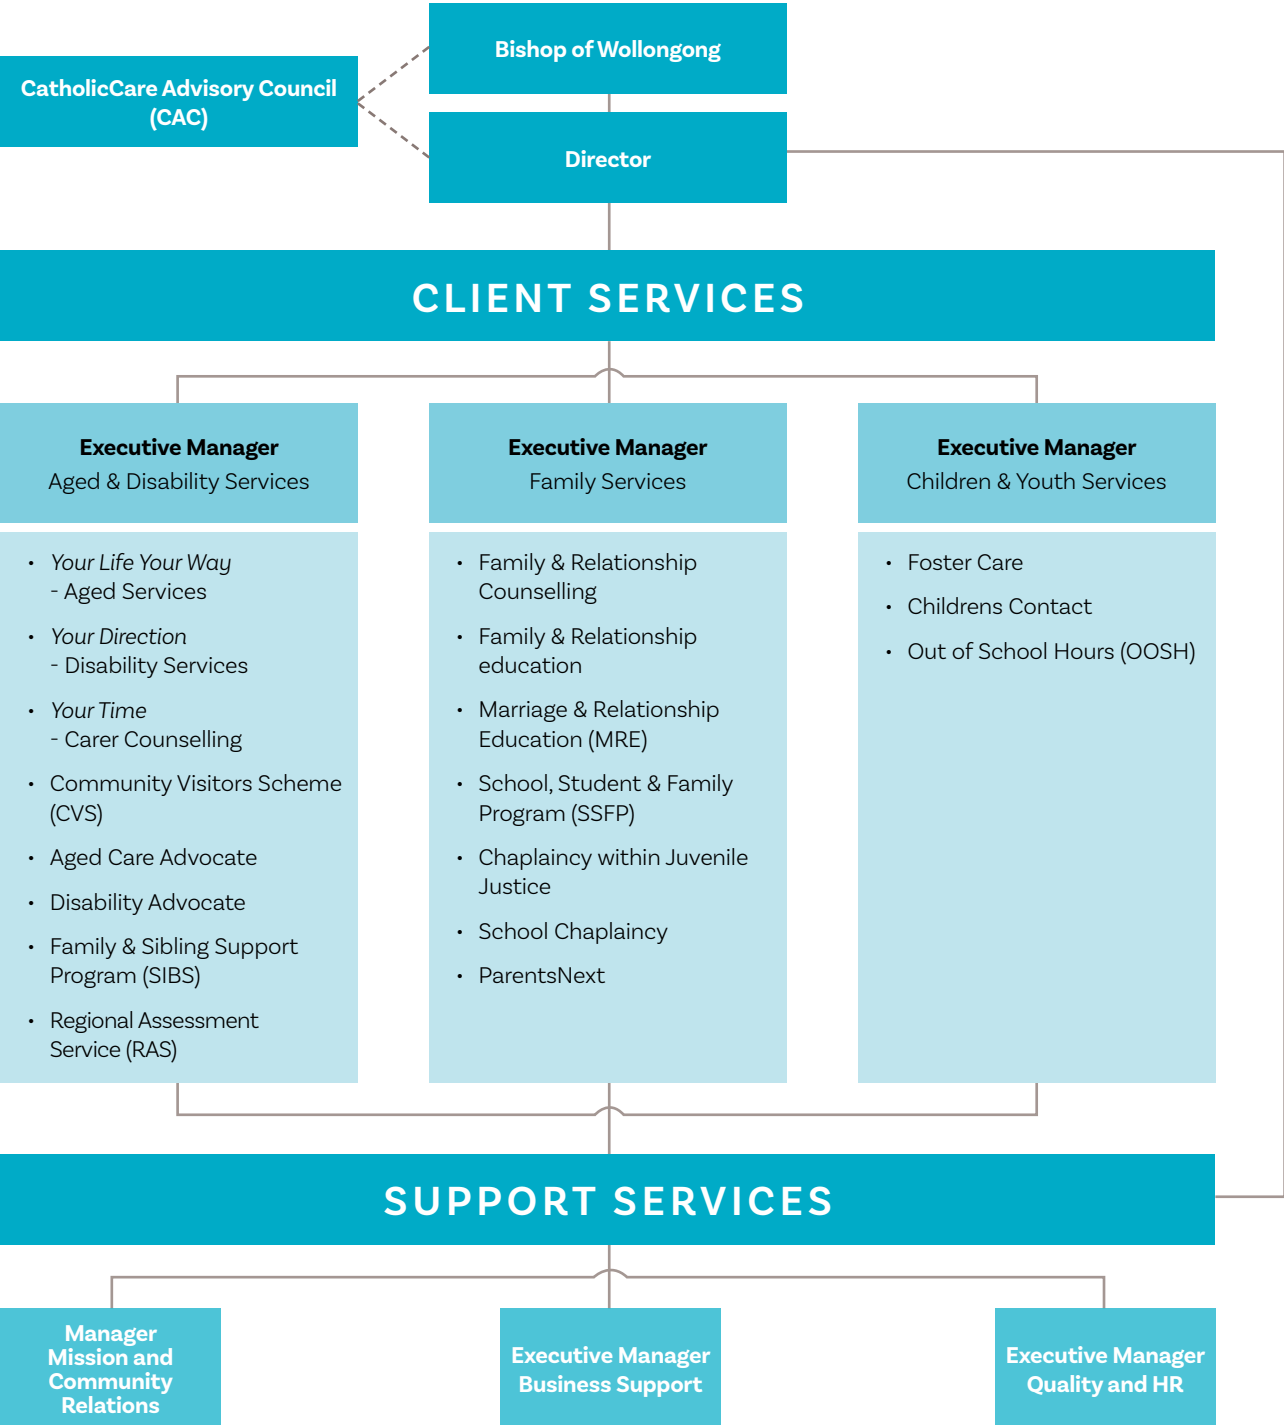 Bishop of Wollongong
CatholicCare Advisory Council
(CAC)
Director
CLIENT SERVICES
Executive Manager
Aged & Disability Services
• Your Life Your Way
- Aged Services
• Your Direction
- Disability Services
• Your Time
- Carer Counselling
• Community Visitors Scheme
(CVS)
• Aged Care Advocate
• Disability Advocate
• Family & Sibling Support
Program (SIBS)
• Regional Assessment
Service (RAS)
Executive Manager
Family Services
• Family & Relationship
Counselling
• Family & Relationship
education
• Marriage & Relationship
Education (MRE)
• School, Student & Family
Program (SSFP)
• Chaplaincy within Juvenile
Justice
• School Chaplaincy
• ParentsNext
Executive Manager
Children & Youth Services
• Foster Care
• Childrens Contact
• Out of School Hours (OOSH)
SUPPORT SERVICES
Manager
Mission and
Community
Relations
Executive Manager
Business Support
Executive Manager
Quality and HR